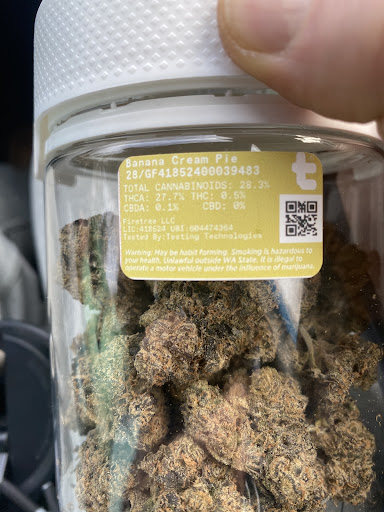 Banana Cream Pie
28/GF41852400039483
TOTAL CANNABINOIDS: 28.3%
THCA: 27.7% THC: 0.5%
CBDA: 0.1% CBD: 0%
Firetrex LLC
LIC:418524 UBI:604474364
Tested By:Testing Technologies
Warning: May be habit forming. Smoking is hazardous to
your health. Unlawful outside WA State. It is illegal to
operate a motor vehicle under the influence of marijuana.
t